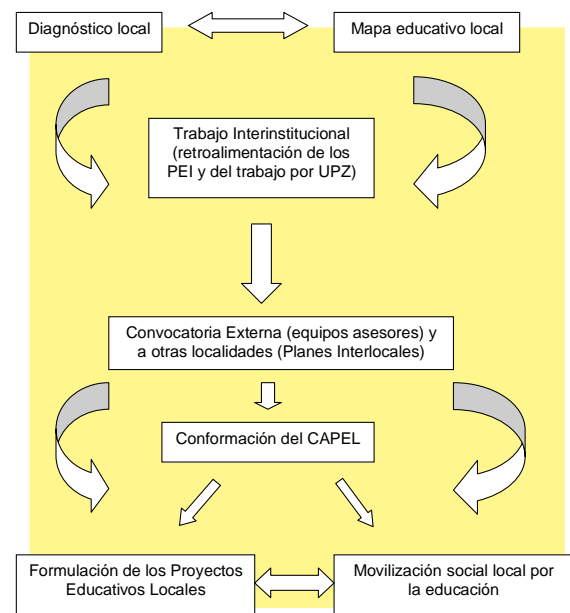 Diagnóstico local
Mapa educativo local
Trabajo Interinstitucional
(retroalimentación de los
PEI y del trabajo por UPZ)
Convocatoria Externa (equipos asesores) y
a otras localidades (Planes Interlocales)
Conformación del CAPEL
Formulación de los Proyectos
Educativos Locales
Movilización social local por
la educación